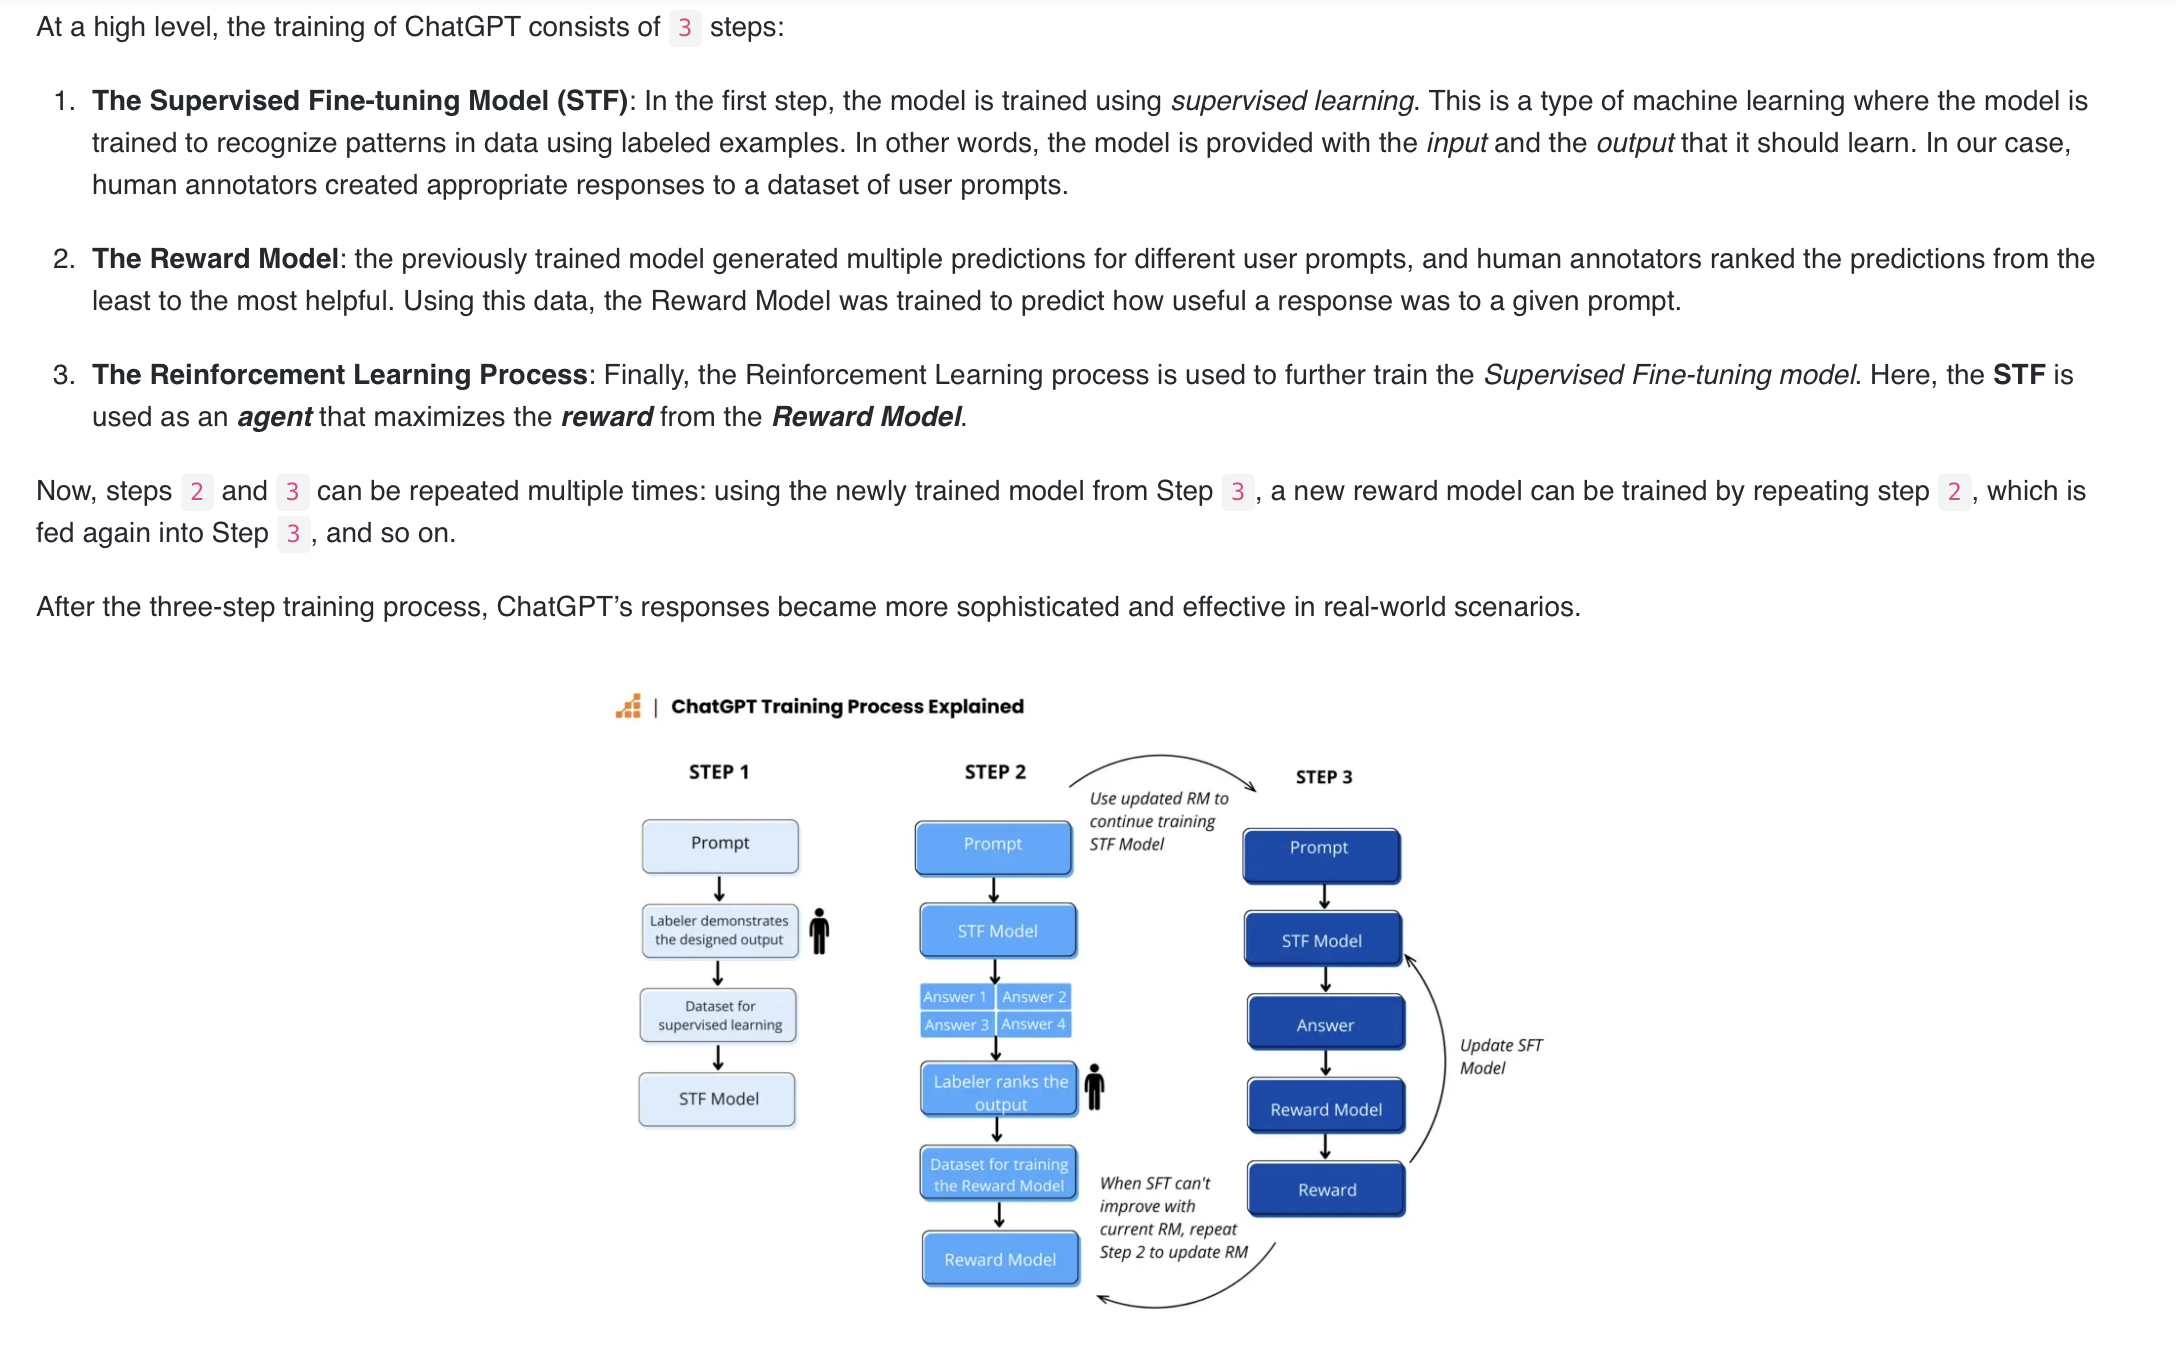 At a high level, the training of ChatGPT consists of 3 steps:
1. The Supervised Fine-tuning Model (STF): In the first step, the model is trained using supervised learning. This is a type of machine learning where the model is
trained to recognize patterns in data using labeled examples. In other words, the model is provided with the input and the output that it should learn. In our case,
human annotators created appropriate responses to a dataset of user prompts.
2. The Reward Model: the previously trained model generated multiple predictions for different user prompts, and human annotators ranked the predictions from the
least to the most helpful. Using this data, the Reward Model was trained to predict how useful a response was to a given prompt.
3. The Reinforcement Learning Process: Finally, the Reinforcement Learning process is used to further train the Supervised Fine-tuning model. Here, the STF is
used as an agent that maximizes the reward from the Reward Model.
Now, steps 2 and 3 can be repeated multiple times: using the newly trained model from Step 3, a new reward model can be trained by repeating step 2, which is
fed again into Step 3, and so on.
After the three-step training process, ChatGPT’s responses became more sophisticated and effective in real-world scenarios.
| ChatGPT Training Process Explained
STEP 1
Prompt
Labeler demonstrates
the designed output
Dataset for
supervised learning
STF Model
STEP 2
Prompt
STF Model
Answer 1 Answer 2
Answer 3 Answer 4
Labeler ranks the
output
Dataset for training
the Reward Model
Reward Model
Use updated RM to
continue training
STF Model
STEP 3
Prompt
STF Model
Answer
Reward Model
Reward
Update SFT
Model
When SFT can't
improve with
current RM, repeat
Step 2 to update RM